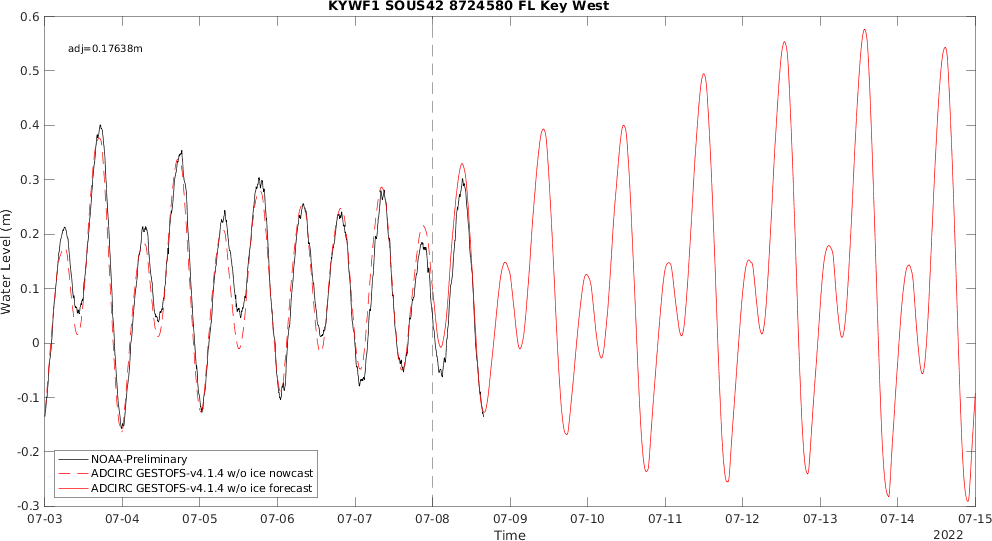 KYWF1 SOUS42 8724580 FL Key West
adj=0.17638m
Water Level (m)
0.6
0.5
0.4
0.3
0.2
0.1
0
-0.1
-0.2
-0.3
NOAA-Preliminary
ADCIRC GESTOFS-v4.1.4 w/o ice nowcast
ADCIRC GESTOFS-v4.1.4 w/o ice forecast
07-03 07-04 07-05 07-06 07-07 07-08 07-09 07-10 07-11 07-12 07-13 07-14 07-15
Time
2022